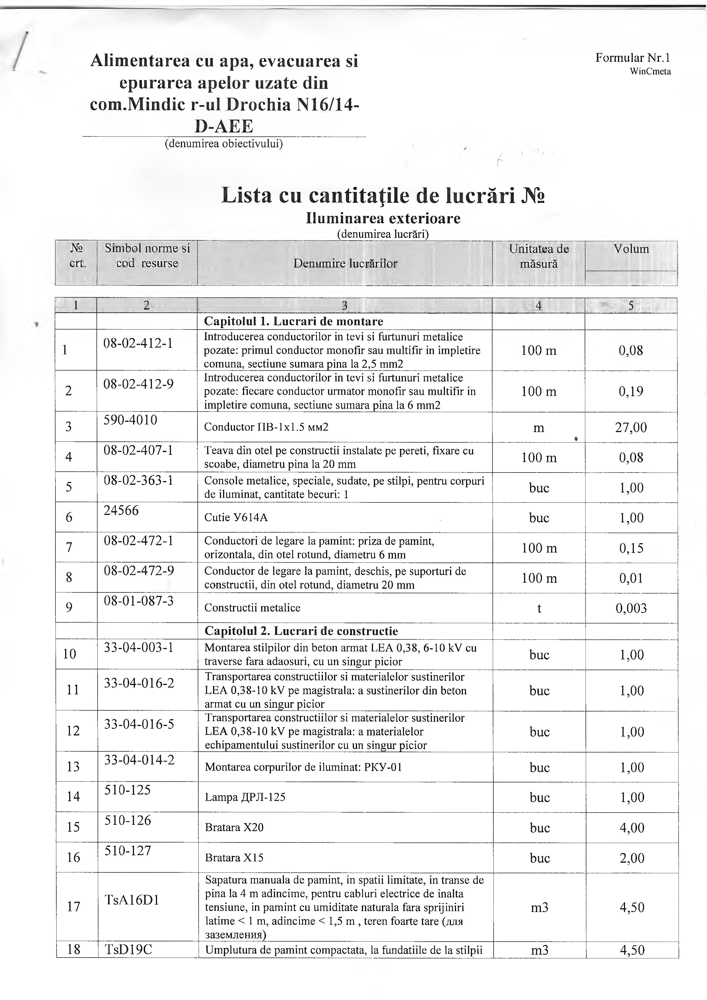 Alimentarea cu apa, evacuarea si
epurarea apelor uzate din
com.Mindic r-ul Drochia N16/14-
D-AEE
(denumirea obiectivului)
Formular Nr.1
WinCmeta
Lista cu cantitaţile de lucrări №
Iluminarea exterioare
(denumirea lucrări)
№ crt. Simbol norme si cod resurse Denumire lucrărilor Unitatea de măsură Volum
1 2 3 4 5
Capitolul 1. Lucrari de montare
1 08-02-412-1 Introducerea conductorilor in tevi si furtunuri metalice
pozate: primul conductor monofir sau multifir in impletire
comuna, sectiune sumara pina la 2,5 mm2
100 m 0,08
2 08-02-412-9 Introducerea conductorilor in tevi si furtunuri metalice
pozate: fiecare conductor urmator monofir sau multifir in
impletire comuna, sectiune sumara pina la 6 mm2
100 m 0,19
3 590-4010 Conductor ПВ-1x1.5 мм2 m 27,00
4 08-02-407-1 Teava din otel pe constructii instalate pe pereti, fixare cu
scoabe, diametru pina la 20 mm
100 m 0,08
5 08-02-363-1 Console metalice, speciale, sudate, pe stilpi, pentru corpuri
de iluminat, cantitate becuri: 1
buc 1,00
6 24566 Cutie У614А buc 1,00
7 08-02-472-1 Conductori de legare la pamint: priza de pamint,
orizontala, din otel rotund, diametru 6 mm
100 m 0,15
8 08-02-472-9 Conductor de legare la pamint, deschis, pe suporturi de
constructii, din otel rotund, diametru 20 mm
100 m 0,01
9 08-01-087-3 Constructii metalice t 0,003
Capitolul 2. Lucrari de constructie
10 33-04-003-1 Montarea stilpilor din beton armat LEA 0,38, 6-10 kV cu
traverse fara adaosuri, cu un singur picior
buc 1,00
11 33-04-016-2 Transportarea constructiilor si materialelor sustinerilor
LEA 0,38-10 kV pe magistrala: a sustinerilor din beton
armat cu un singur picior
buc 1,00
12 33-04-016-5 Transportarea constructiilor si materialelor sustinerilor
LEA 0,38-10 kV pe magistrala: a materialelor
echipamentului sustinerilor cu un singur picior
buc 1,00
13 33-04-014-2 Montarea corpurilor de iluminat: РКУ-01 buc 1,00
14 510-125 Lampa ДРЛ-125 buc 1,00
15 510-126 Bratara X20 buc 4,00
16 510-127 Bratara X15 buc 2,00
17 TsA16D1 Sapatura manuala de pamint, in spatii limitate, in transe de
pina la 4 m adincime, pentru cabluri electrice de inalta
tensiune, in pamint cu umiditate naturala fara sprijiniri
latime < 1 m, adincime < 1,5 m , teren foarte tare (для
заземления)
m3 4,50
18 TsD19C Umplutura de pamint compactata, la fundatiile de la stilpii m3 4,50